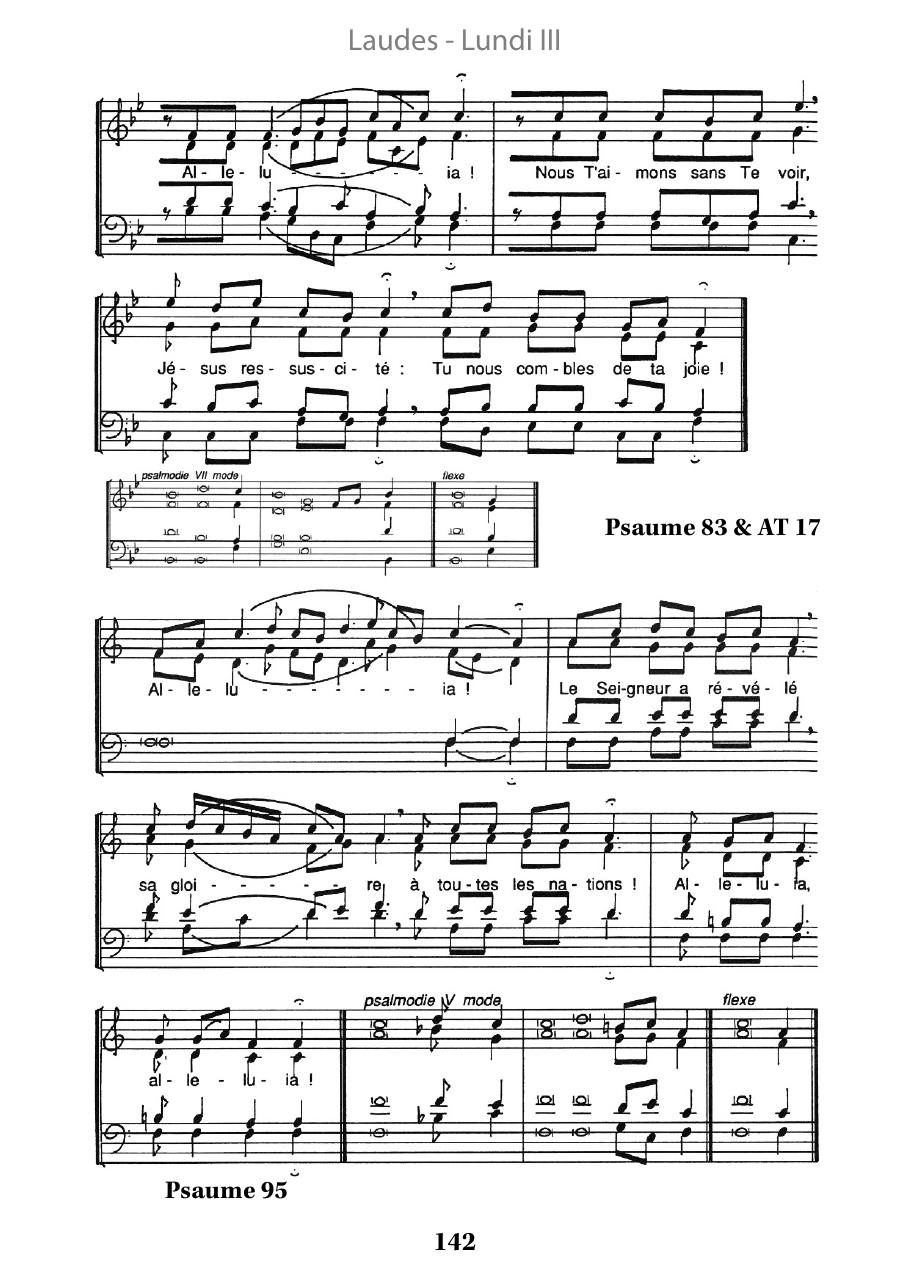 Laudes - Lundi III
Al - le - lu - - - - - - - ia ! Nous T'ai - mons sans Te voir,
Jé - sus res - sus - ci - té : Tu nous com - bles de ta joie !
psalmodie VII mode flexe
Psaume 83 & AT 17
Al - le - lu - - - - - - - ia ! Le Sei-gneur a ré - vé - lé
sa gloi - - - - - - re, à tou - tes les na - tions ! Al - le - lu - ia,
psalmodie V mode flexe
al - le - lu - ia !
Psaume 95
142